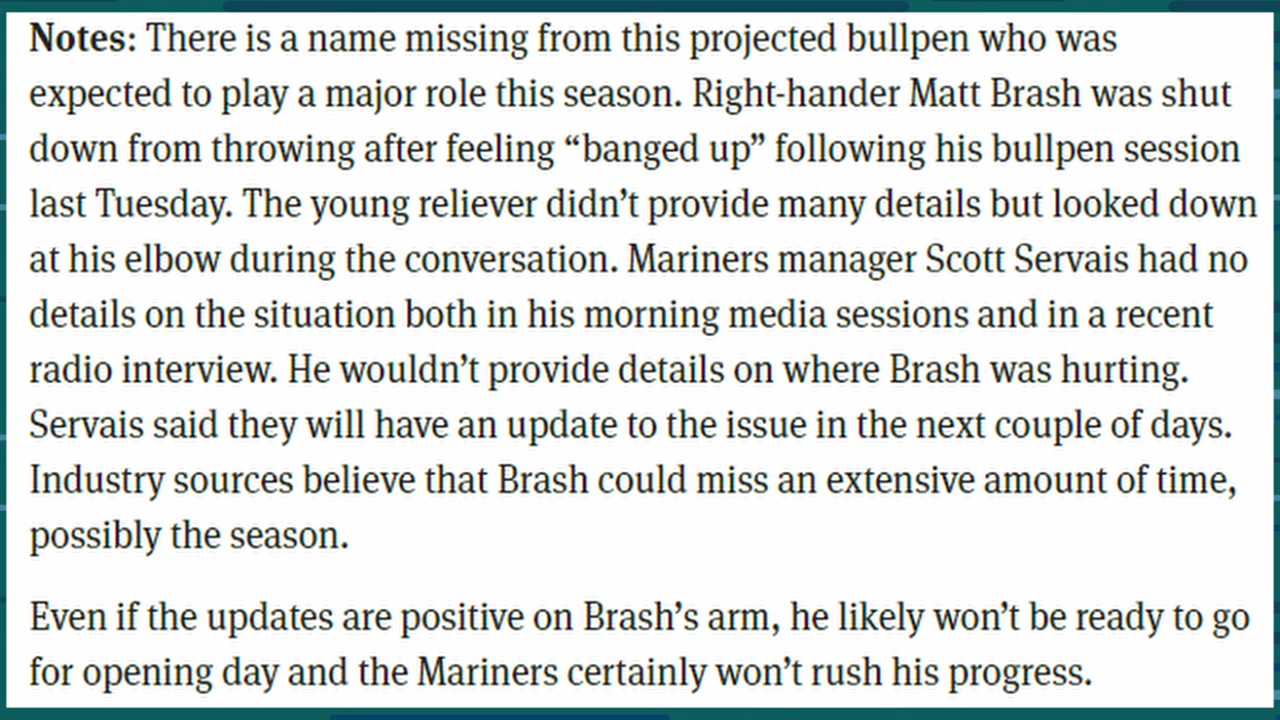 Notes: There is a name missing from this projected bullpen who was
expected to play a major role this season. Right-hander Matt Brash was shut
down from throwing after feeling “banged up” following his bullpen session
last Tuesday. The young reliever didn’t provide many details but looked down
at his elbow during the conversation. Mariners manager Scott Servais had no
details on the situation both in his morning media sessions and in a recent
radio interview. He wouldn’t provide details on where Brash was hurting.
Servais said they will have an update to the issue in the next couple of days.
Industry sources believe that Brash could miss an extensive amount of time,
possibly the season.
Even if the updates are positive on Brash’s arm, he likely won’t be ready to go
for opening day and the Mariners certainly won’t rush his progress.